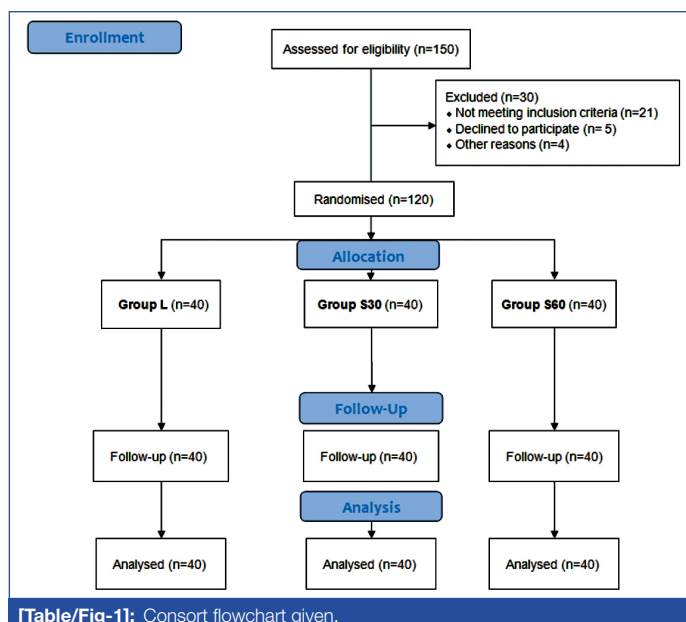 Enrollment
Assessed for eligibility (n=150)
Excluded (n=30)
♦ Not meeting inclusion criteria (n=21)
♦ Declined to participate (n= 5)
♦ Other reasons (n=4)
Randomised (n=120)
Allocation
Group L (n=40)
Group S30 (n=40)
Group S60 (n=40)
Follow-Up
Follow-up (n=40)
Follow-up (n=40)
Follow-up (n=40)
Analysis
Analysed (n=40)
Analysed (n=40)
Analysed (n=40)
[Table/Fig-1]: Consort flowchart given.